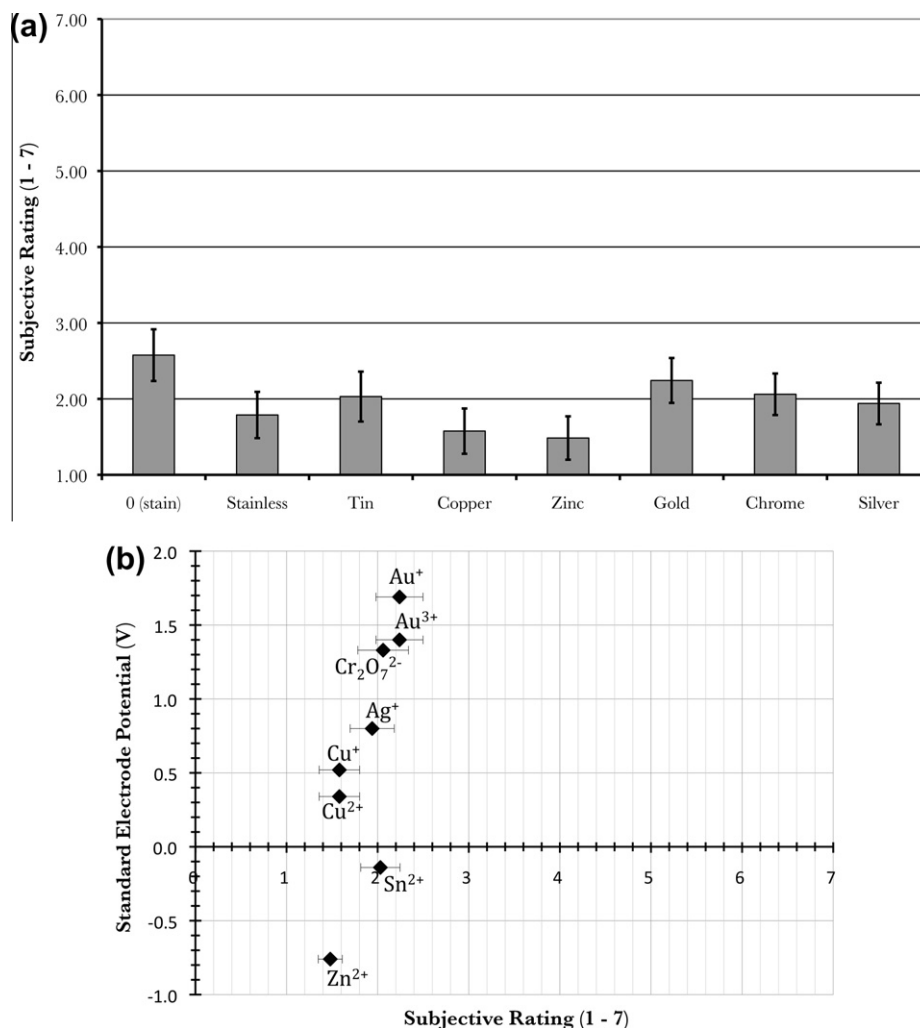 (a)
7.00
6.00
5.00
4.00
3.00
2.00
1.00
Subjective Rating (1 - 7)
0 (stain) Stainless Tin Copper Zinc Gold Chrome Silver
(b)
2.0
1.5
1.0
0.5
0.0
-0.5
-1.0
Standard Electrode Potential (V)
Au⁺
Au³⁺
Cr₂O₇²⁻
Ag⁺
Cu⁺
Cu²⁺
0 1 2 3 4 5 6 7
Sn²⁺
Zn²⁺
Subjective Rating (1 - 7)